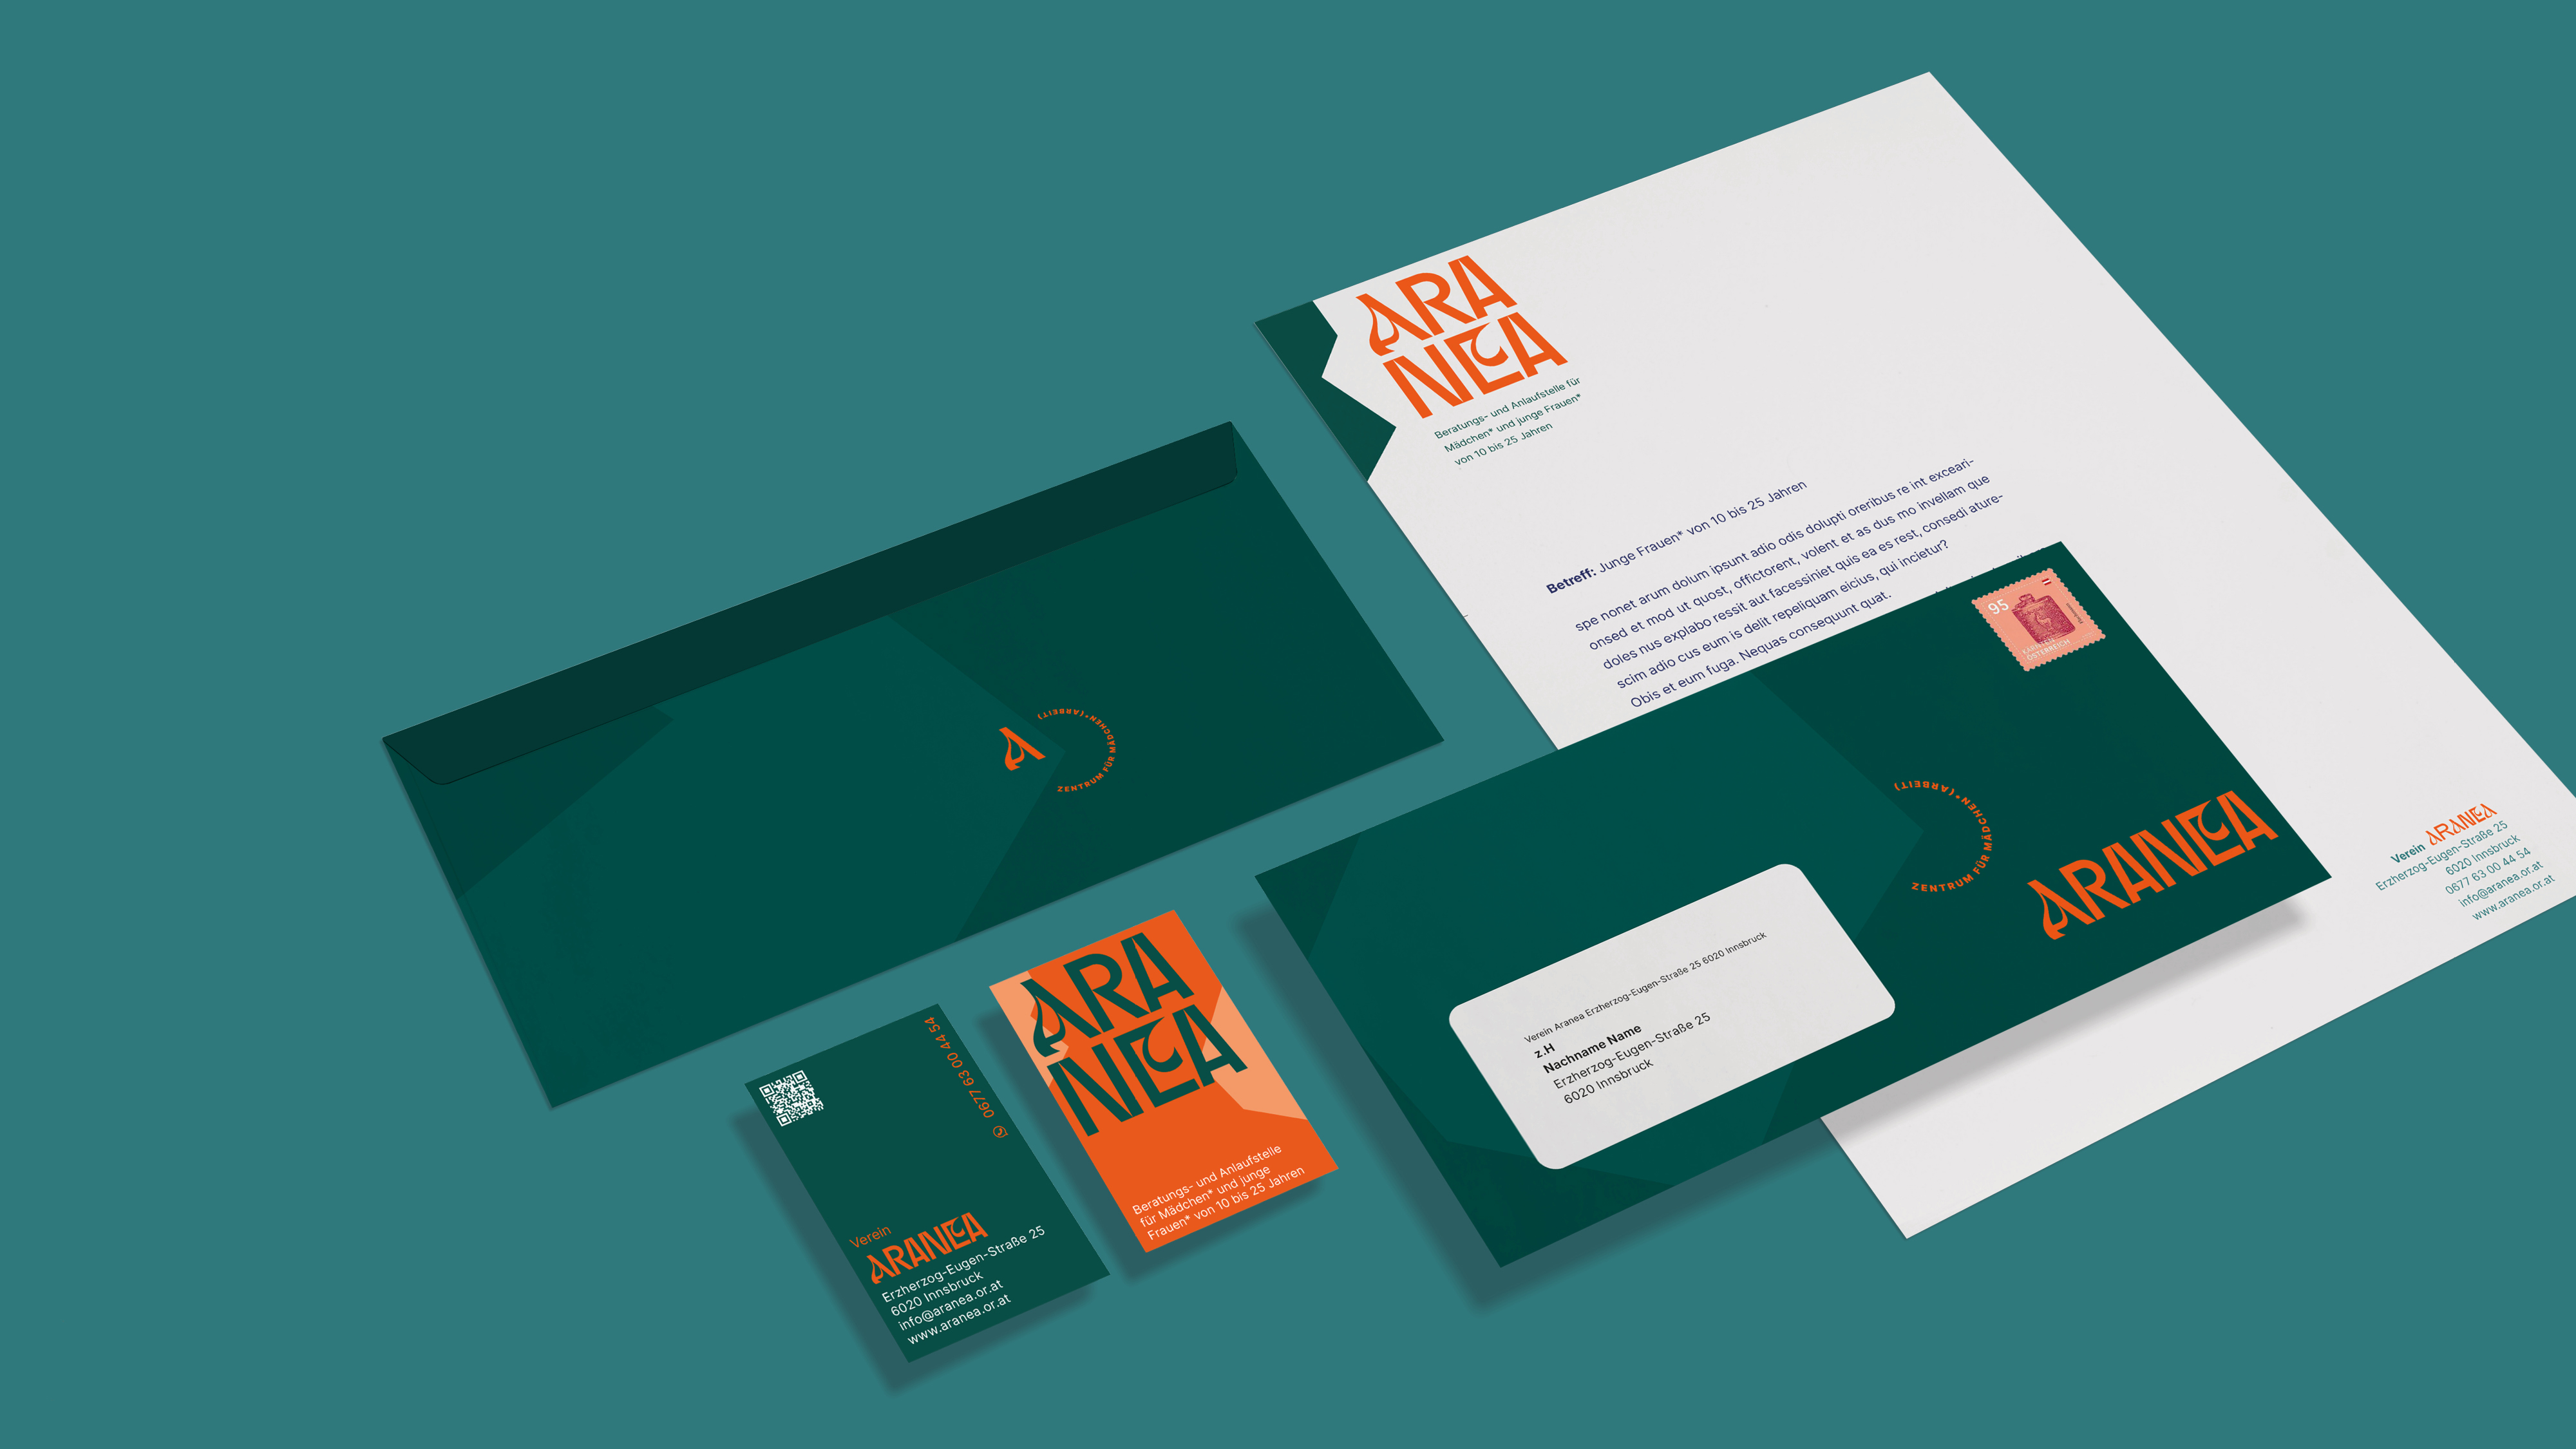 ARA
NEA
Beratungs- und Anlaufstelle für
Mädchen* und junge Frauen*
von 10 bis 25 Jahren
Betreff: Junge Frauen* von 10 bis 25 Jahren
spe nonet arum dolum ipsunt adio odis dolupti oreribus re int exceari-
onsed et mod ut quost, offictorent, volent et as dus mo invellam que
doles nus explabo ressit aut facessiniet quis ea es rest, consedi ature-
scim adio cus eum is delit repeliquam eicius, qui incietur?
Obis et eum fuga. Nequas consequunt quat.
Verein ARANEA
Erzherzog-Eugen-Straße 25
6020 Innsbruck
0677 63 00 44 54
info@aranea.or.at
www.aranea.or.at
A
ZENTRUM FÜR MÄDCHEN*(ARBEIT)
95
ÖSTERREICH
ZENTRUM FÜR MÄDCHEN*(ARBEIT)
ARANEA
Verein Aranea Erzherzog-Eugen-Straße 25 6020 Innsbruck
z.H
Nachname Name
Erzherzog-Eugen-Straße 25
6020 Innsbruck
ARA
NEA
Beratungs- und Anlaufstelle
für Mädchen* und junge
Frauen* von 10 bis 25 Jahren
0677 63 00 44 54
Verein
ARANEA
Erzherzog-Eugen-Straße 25
6020 Innsbruck
info@aranea.or.at
www.aranea.or.at